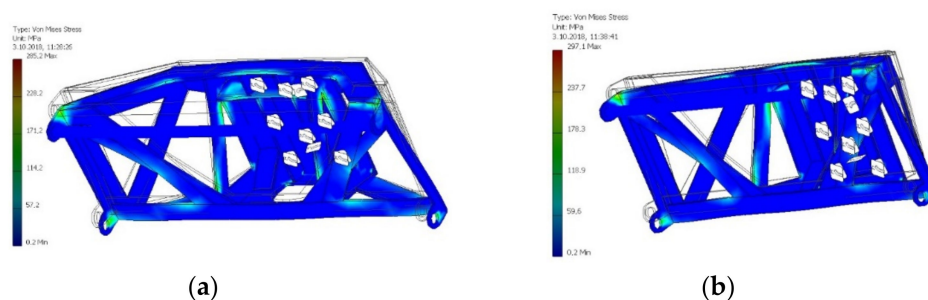 Type: Von Mises Stress
Unit: MPa
3.10.2018, 11:28:26
285,2 Max
228,2
171,2
114,2
57,2
0,2 Min
(a)
Type: Von Mises Stress
Unit: MPa
3.10.2018, 11:38:41
297,1 Max
237,7
178,3
118,9
59,6
0,2 Min
(b)